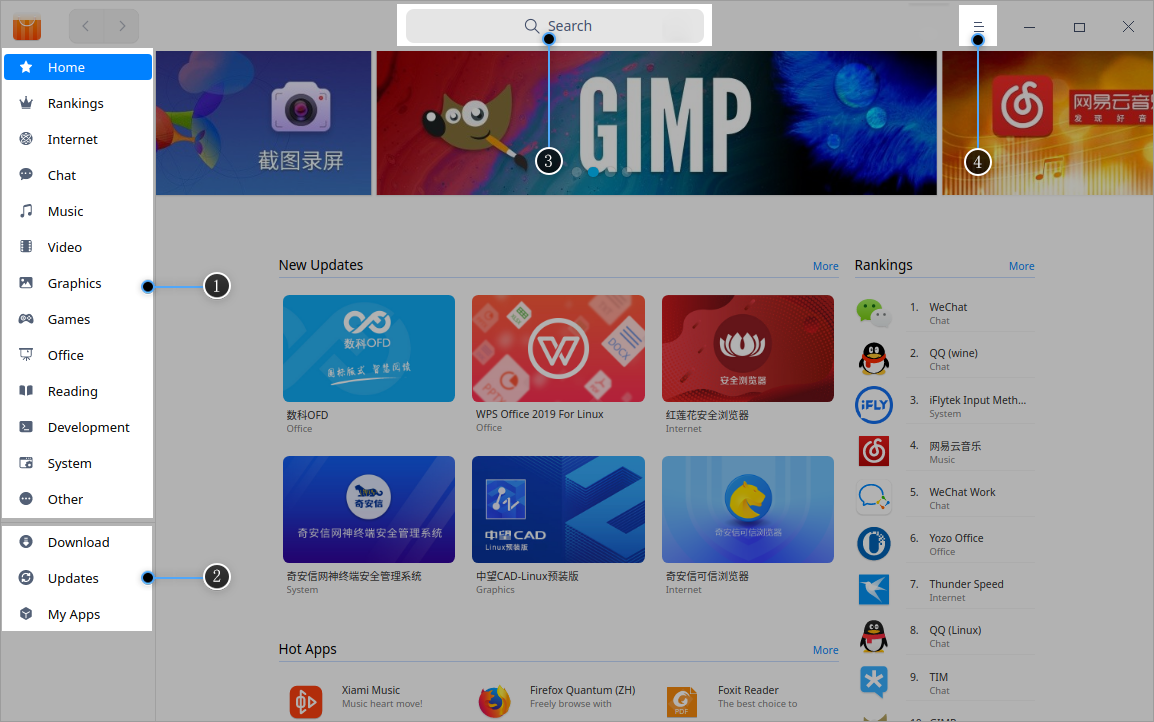 Search
Home
Rankings
Internet
Chat
Music
Video
Graphics
Games
Office
Reading
Development
System
Other
Download
Updates
My Apps
1
2
3
4
截图录屏
GIMP
网易云音乐
发现好音
New Updates
More
数科OFD
国标版式 智慧阅读
数科OFD
Office
W
DOCX
PPTX
WPS Office 2019 For Linux
Office
安全浏览器
红莲花安全浏览器
Internet
奇安信
奇安信网神终端安全管理系统
奇安信网神终端安全管理系统
System
中望CAD
Linux预装版
中望CAD-Linux预装版
Graphics
奇安信可信浏览器
奇安信可信浏览器
Internet
Hot Apps
More
Xiami Music
Music heart move!
Firefox Quantum (ZH)
Freely browse with
PDF
Foxit Reader
The best choice to
Rankings
More
1. WeChat
Chat
2. QQ (wine)
Chat
iFLY
3. iFlytek Input Meth...
System
4. 网易云音乐
Music
5. WeChat Work
Chat
6. Yozo Office
Office
7. Thunder Speed
Internet
8. QQ (Linux)
Chat
9. TIM
Chat
10. GIMP